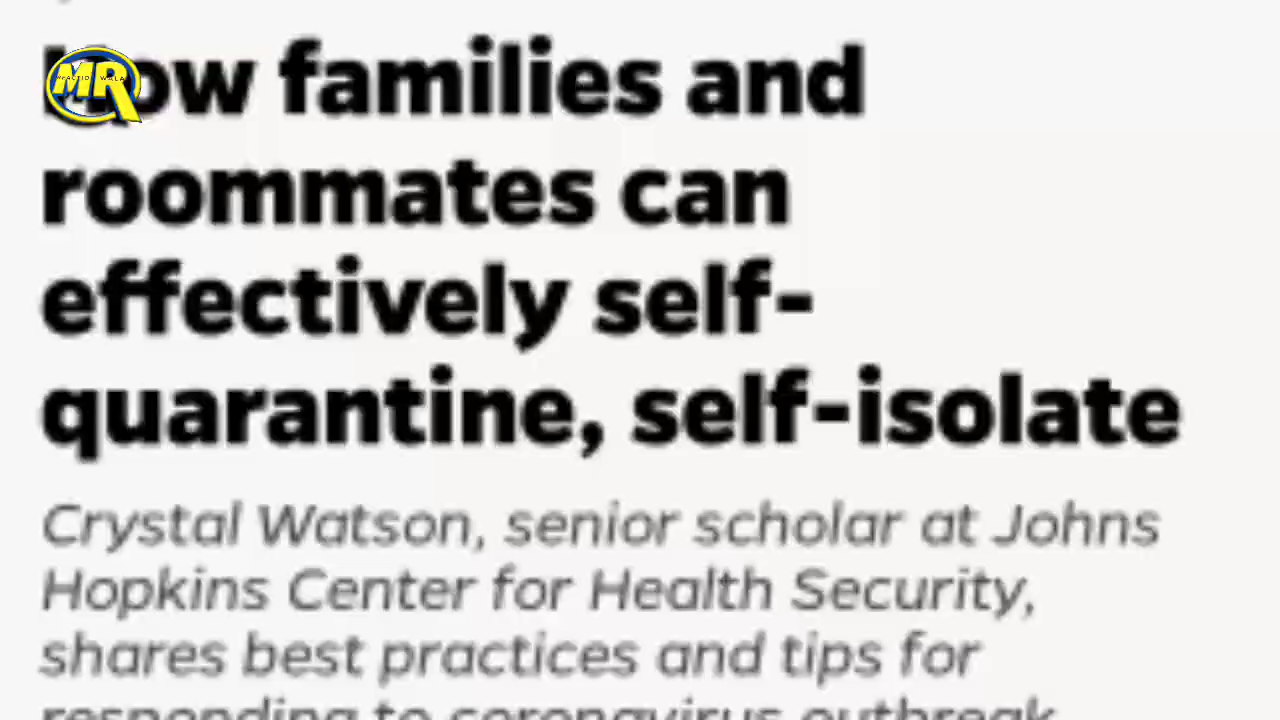 MR
How families and
roommates can
effectively self-
quarantine, self-isolate
Crystal Watson, senior scholar at Johns
Hopkins Center for Health Security,
shares best practices and tips for
responding to coronavirus outbreak